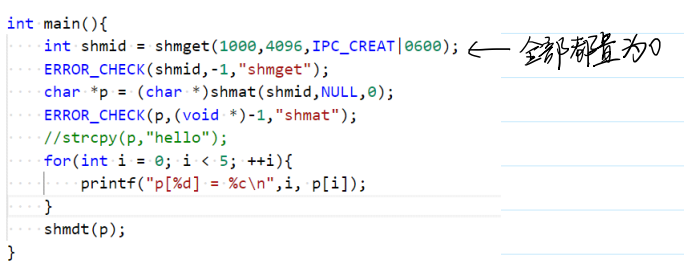 int main(){
    int shmid = shmget(1000,4096,IPC_CREAT|0600); ← 全部都置为0
    ERROR_CHECK(shmid,-1,"shmget");
    char *p = (char *)shmat(shmid,NULL,0);
    ERROR_CHECK(p,(void *)-1,"shmat");
    //strcpy(p,"hello");
    for(int i = 0; i < 5; ++i){
        printf("p[%d] = %c\n",i, p[i]);
    }
    shmdt(p);
}